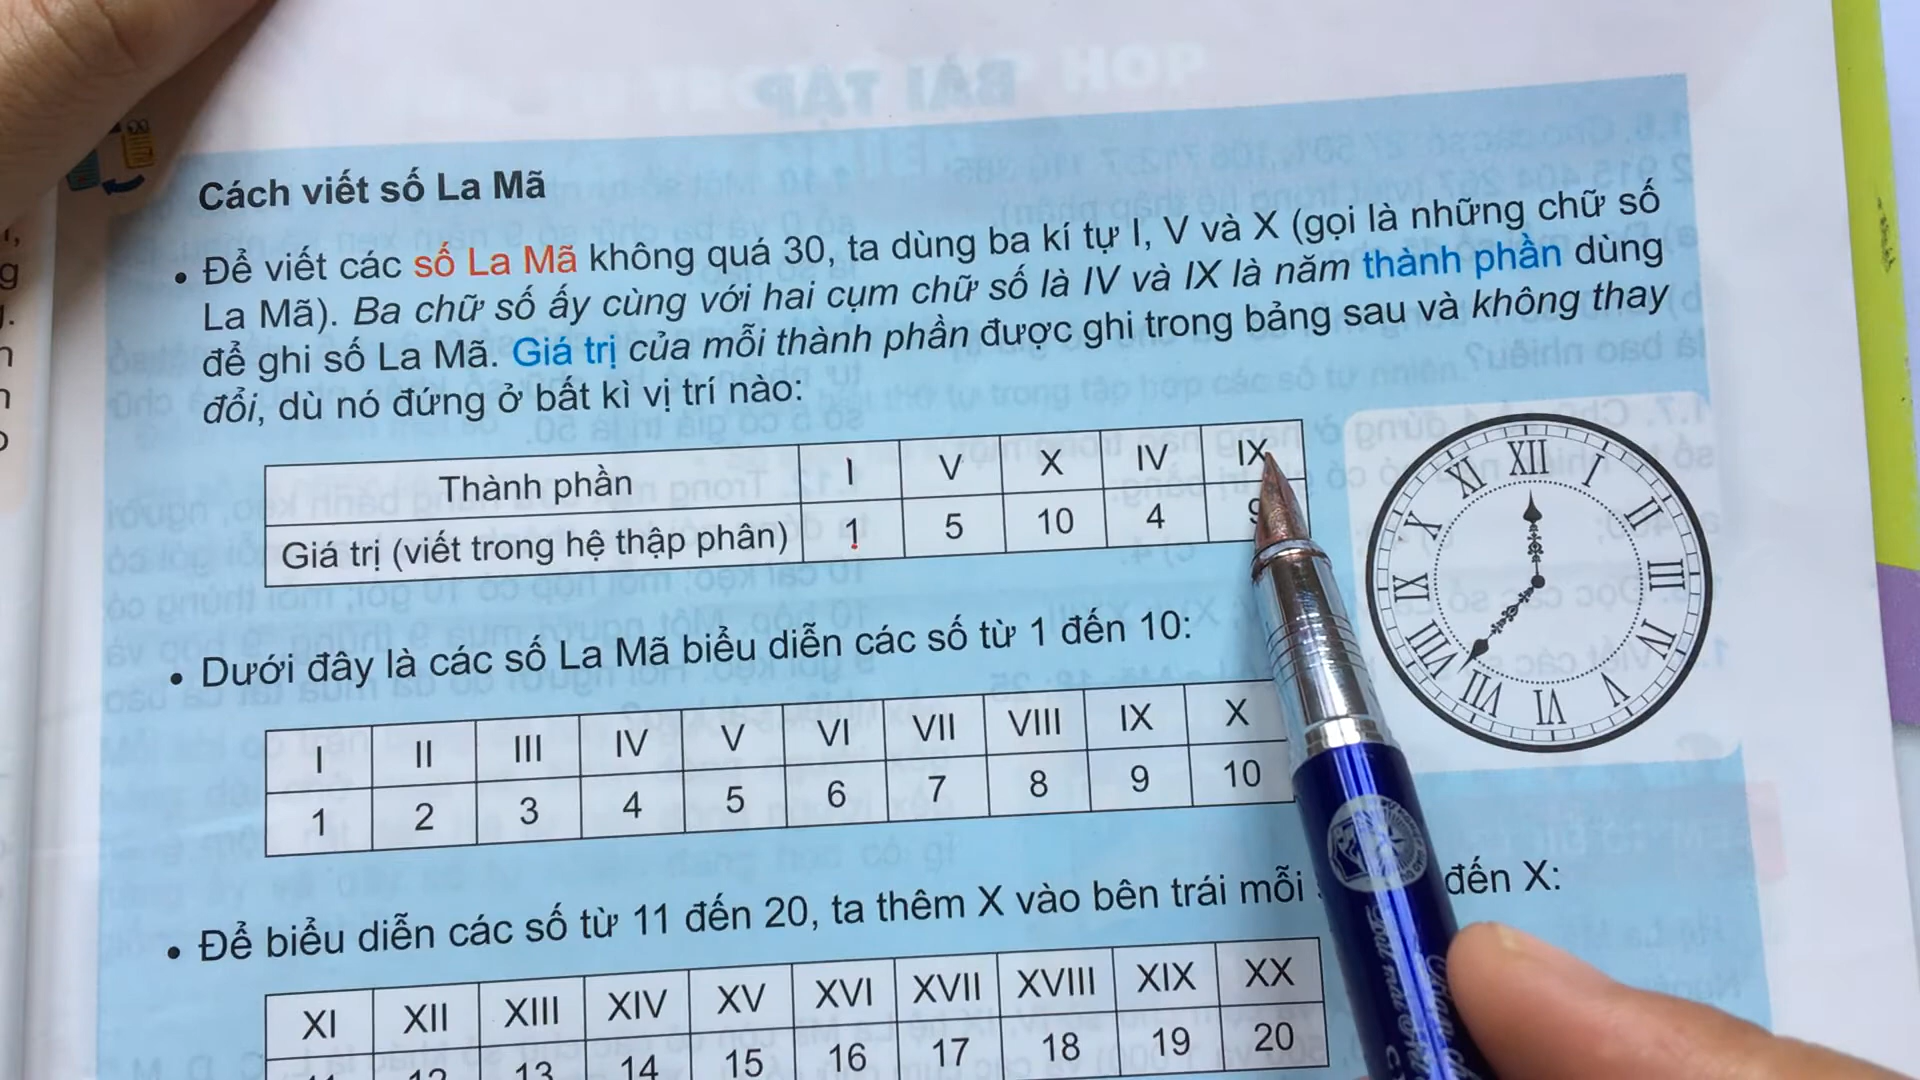 Cách viết số La Mã
• Để viết các số La Mã không quá 30, ta dùng ba kí tự I, V và X (gọi là những chữ số
La Mã). Ba chữ số ấy cùng với hai cụm chữ số là IV và IX là năm thành phần dùng
để ghi số La Mã. Giá trị của mỗi thành phần được ghi trong bảng sau và không thay
đổi, dù nó đứng ở bất kì vị trí nào:
Thành phần I V X IV IX
Giá trị (viết trong hệ thập phân) 1 5 10 4 9
XII I II III IV V VI VII VIII IX X XI
• Dưới đây là các số La Mã biểu diễn các số từ 1 đến 10:
I II III IV V VI VII VIII IX X
1 2 3 4 5 6 7 8 9 10
• Để biểu diễn các số từ 11 đến 20, ta thêm X vào bên trái mỗi đến X:
XI XII XIII XIV XV XVI XVII XVIII XIX XX
11 12 13 14 15 16 17 18 19 20